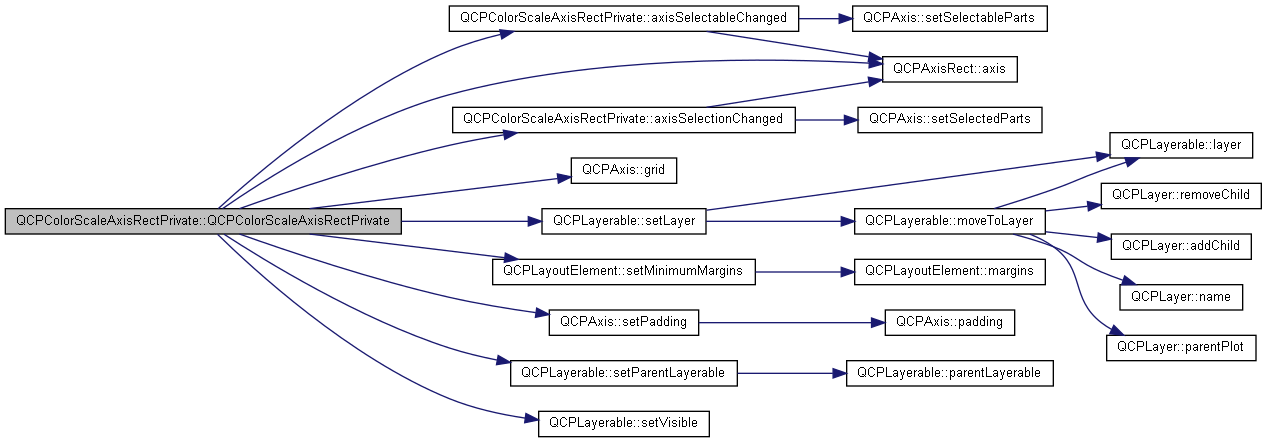 QCPColorScaleAxisRectPrivate::axisSelectableChanged
QCPAxis::setSelectableParts
QCPAxisRect::axis
QCPColorScaleAxisRectPrivate::axisSelectionChanged
QCPAxis::setSelectedParts
QCPLayerable::layer
QCPAxis::grid
QCPLayer::removeChild
QCPColorScaleAxisRectPrivate::QCPColorScaleAxisRectPrivate
QCPLayerable::setLayer
QCPLayerable::moveToLayer
QCPLayer::addChild
QCPLayoutElement::setMinimumMargins
QCPLayoutElement::margins
QCPLayer::name
QCPAxis::setPadding
QCPAxis::padding
QCPLayer::parentPlot
QCPLayerable::setParentLayerable
QCPLayerable::parentLayerable
QCPLayerable::setVisible